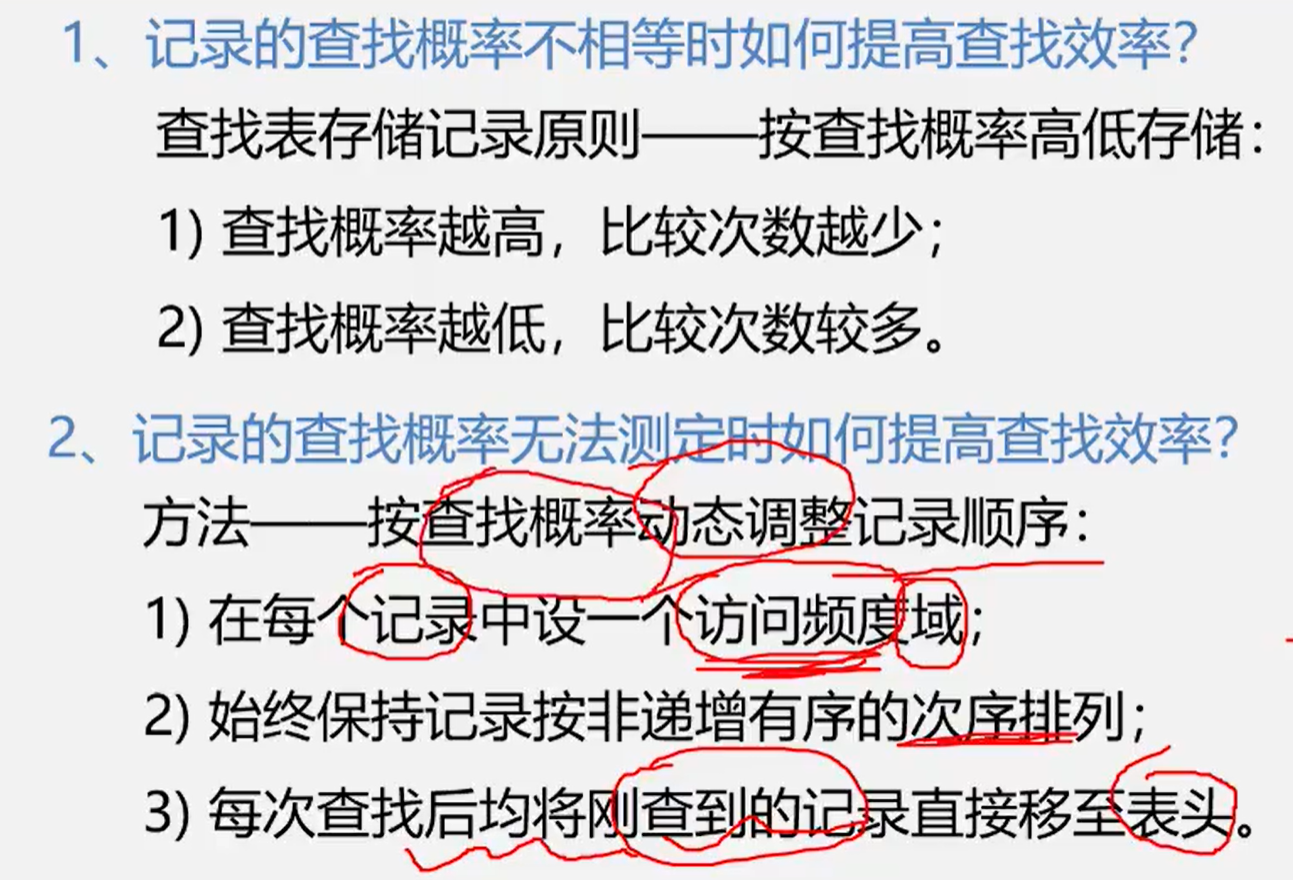 1、记录的查找概率不相等时如何提高查找效率？
查找表存储记录原则——按查找概率高低存储：
1) 查找概率越高，比较次数越少；
2) 查找概率越低，比较次数较多。
2、记录的查找概率无法测定时如何提高查找效率？
方法——按查找概率动态调整记录顺序：
1) 在每个记录中设一个访问频度域；
2) 始终保持记录按非递增有序的次序排列；
3) 每次查找后均将刚查到的记录直接移至表头。